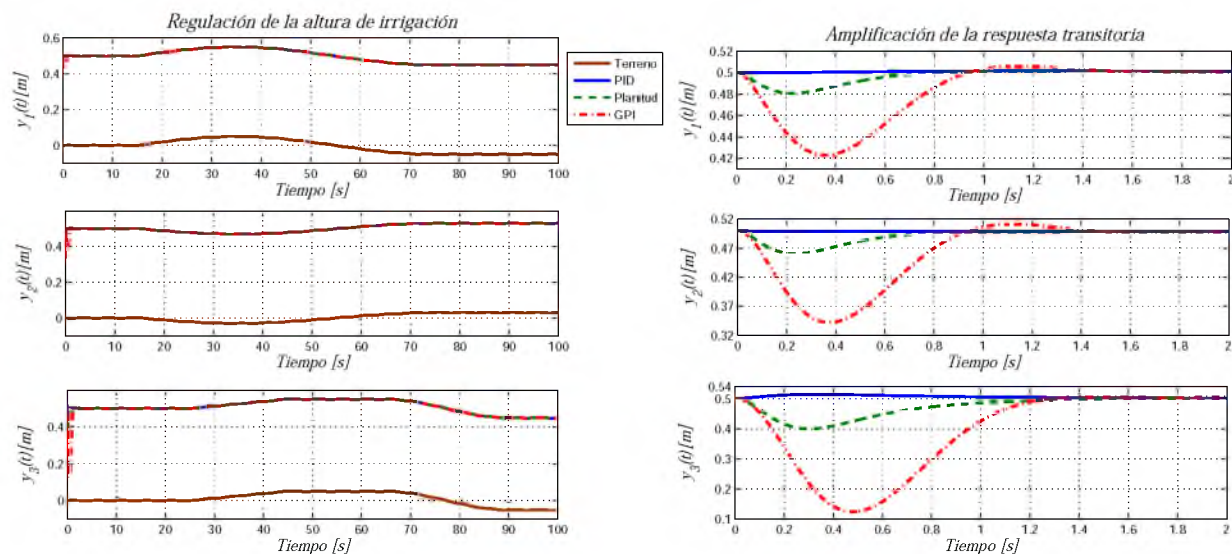 Regulación de la altura de irrigación
0.6
0.4
0.2
0
y1(t)[m]
0 10 20 30 40 50 60 70 80 90 100
Tiempo [s]
Terreno
PID
Planitud
GPI
0.4
0.2
0
y2(t)[m]
0 10 20 30 40 50 60 70 80 90 100
Tiempo [s]
0.4
0.2
0
y3(t)[m]
0 10 20 30 40 50 60 70 80 90 100
Tiempo [s]
Amplificación de la respuesta transitoria
0.52
0.5
0.48
0.46
0.44
0.42
y1(t)[m]
0 0.2 0.4 0.6 0.8 1 1.2 1.4 1.6 1.8 2
Tiempo [s]
0.52
0.47
0.42
0.37
0.32
y2(t)[m]
0 0.2 0.4 0.6 0.8 1 1.2 1.4 1.6 1.8 2
Tiempo [s]
0.54
0.5
0.4
0.3
0.2
0.1
y3(t)[m]
0 0.2 0.4 0.6 0.8 1 1.2 1.4 1.6 1.8 2
Tiempo [s]